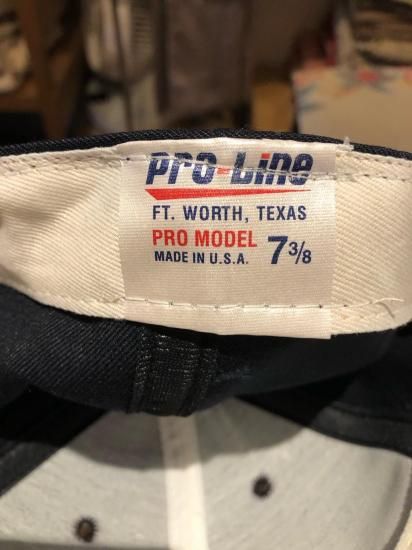 Pro-Line
FT. WORTH, TEXAS
PRO MODEL 7 3/8
MADE IN U.S.A.